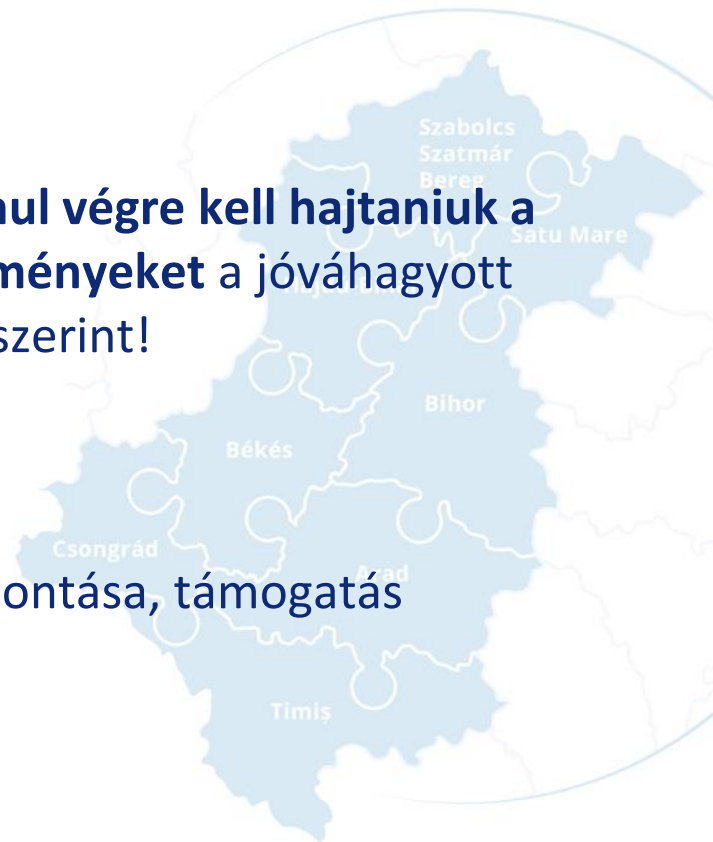 Szabolcs
Szatmár
Bereg
nul végre kell hajtaniuk a
Satu Mare
ményeket a jóváhagyott
szerint!
Bihor
Békés
Csongrád
Arad
ontása, támogatás
Timiș